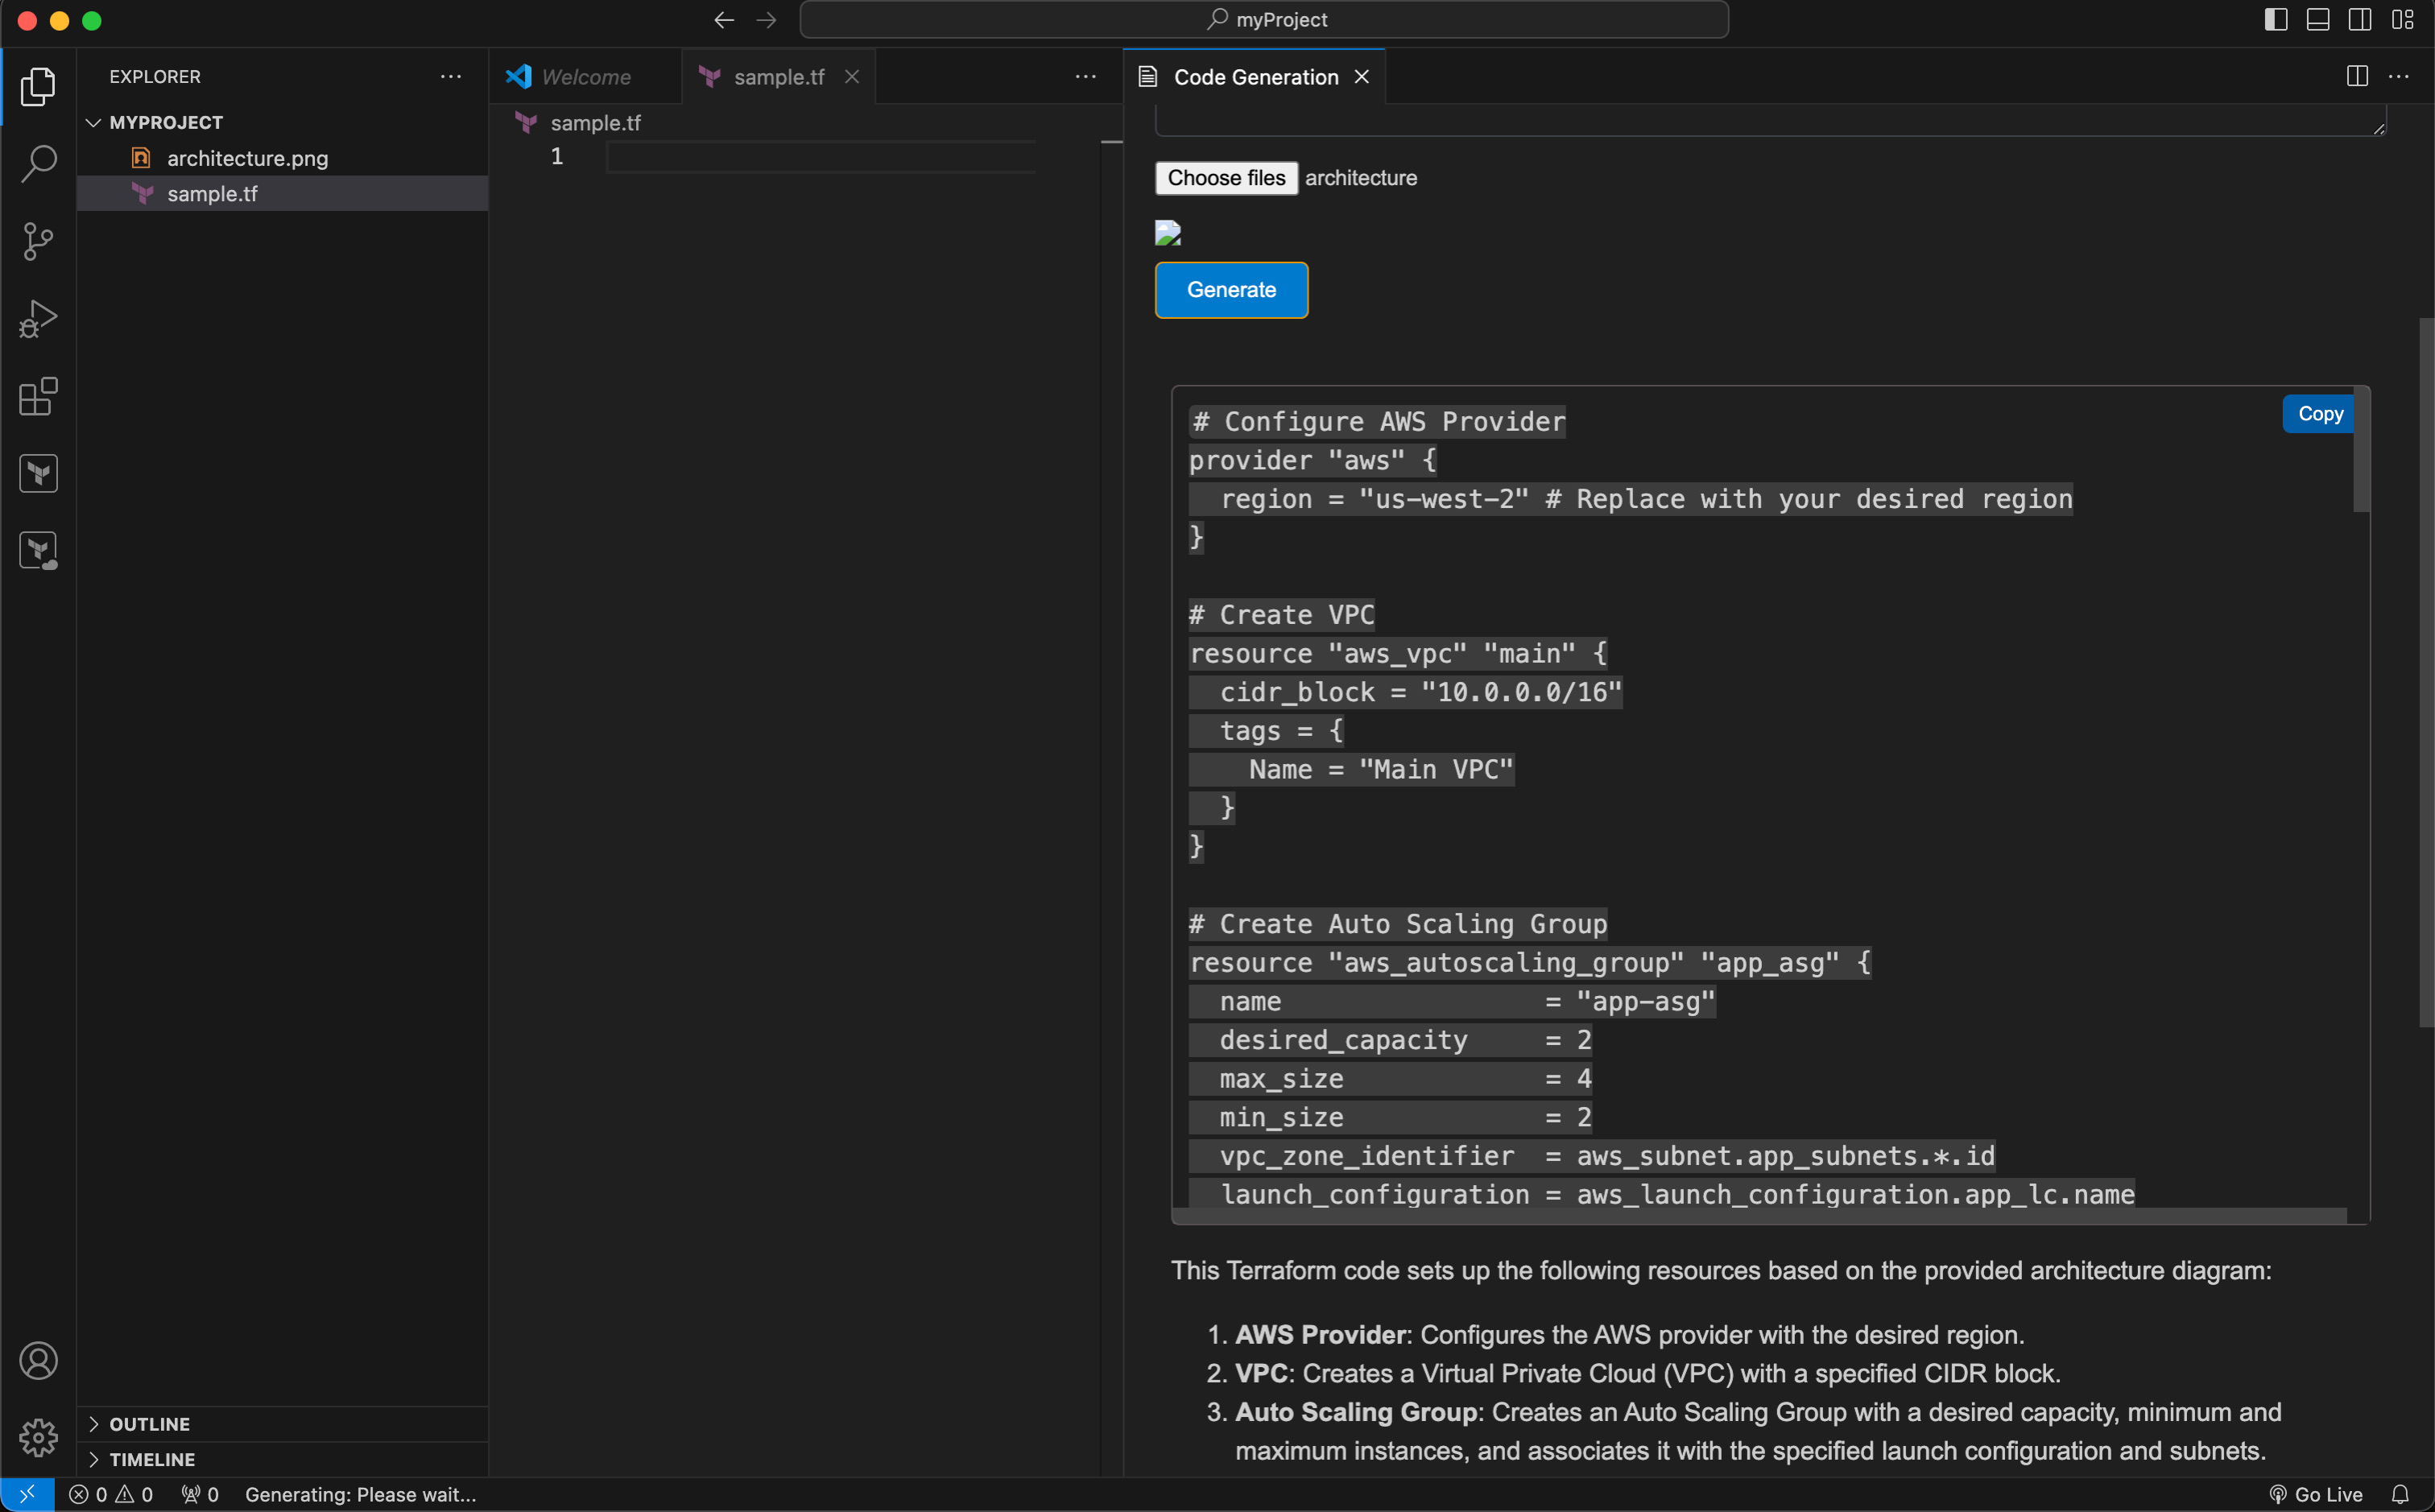 myProject
EXPLORER
MYPROJECT
architecture.png
sample.tf
OUTLINE
TIMELINE
Welcome
sample.tf
sample.tf
1
Code Generation
Choose files architecture
Generate
Copy
# Configure AWS Provider
provider "aws" {
  region = "us-west-2" # Replace with your desired region
}
# Create VPC
resource "aws_vpc" "main" {
  cidr_block = "10.0.0.0/16"
  tags = {
    Name = "Main VPC"
  }
}
# Create Auto Scaling Group
resource "aws_autoscaling_group" "app_asg" {
  name                 = "app-asg"
  desired_capacity     = 2
  max_size             = 4
  min_size             = 2
  vpc_zone_identifier  = aws_subnet.app_subnets.*.id
  launch_configuration = aws_launch_configuration.app_lc.name
This Terraform code sets up the following resources based on the provided architecture diagram:
1. AWS Provider: Configures the AWS provider with the desired region.
2. VPC: Creates a Virtual Private Cloud (VPC) with a specified CIDR block.
3. Auto Scaling Group: Creates an Auto Scaling Group with a desired capacity, minimum and
maximum instances, and associates it with the specified launch configuration and subnets.
0 0 0 Generating: Please wait... Go Live